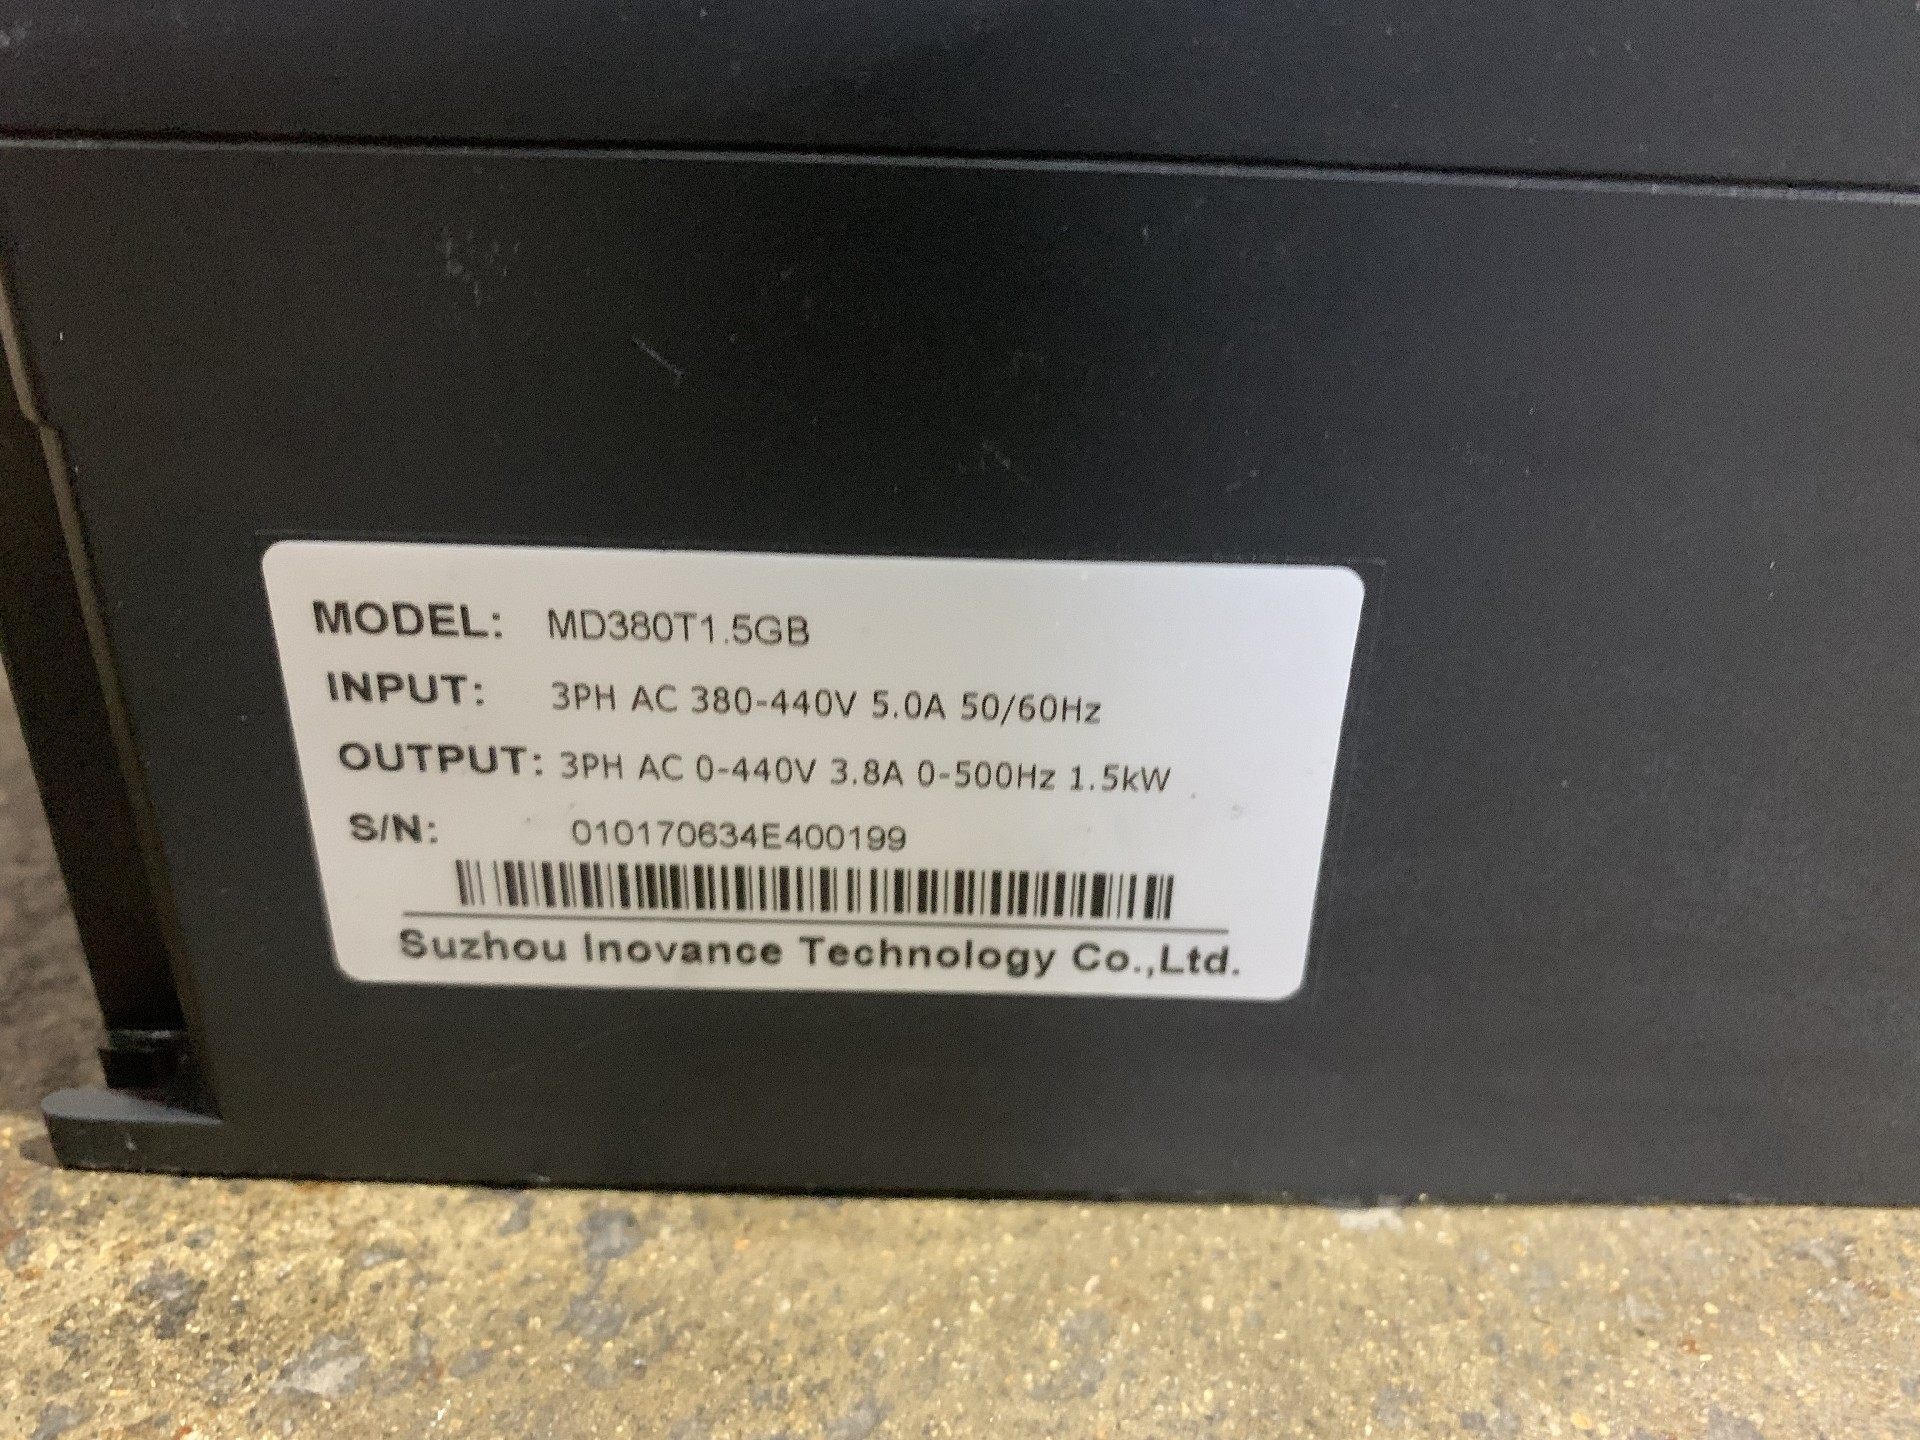 MODEL: MD380T1.5GB
INPUT: 3PH AC 380-440V 5.0A 50/60Hz
OUTPUT: 3PH AC 0-440V 3.8A 0-500Hz 1.5kW
S/N: 010170634E400199
Suzhou Inovance Technology Co.,Ltd.